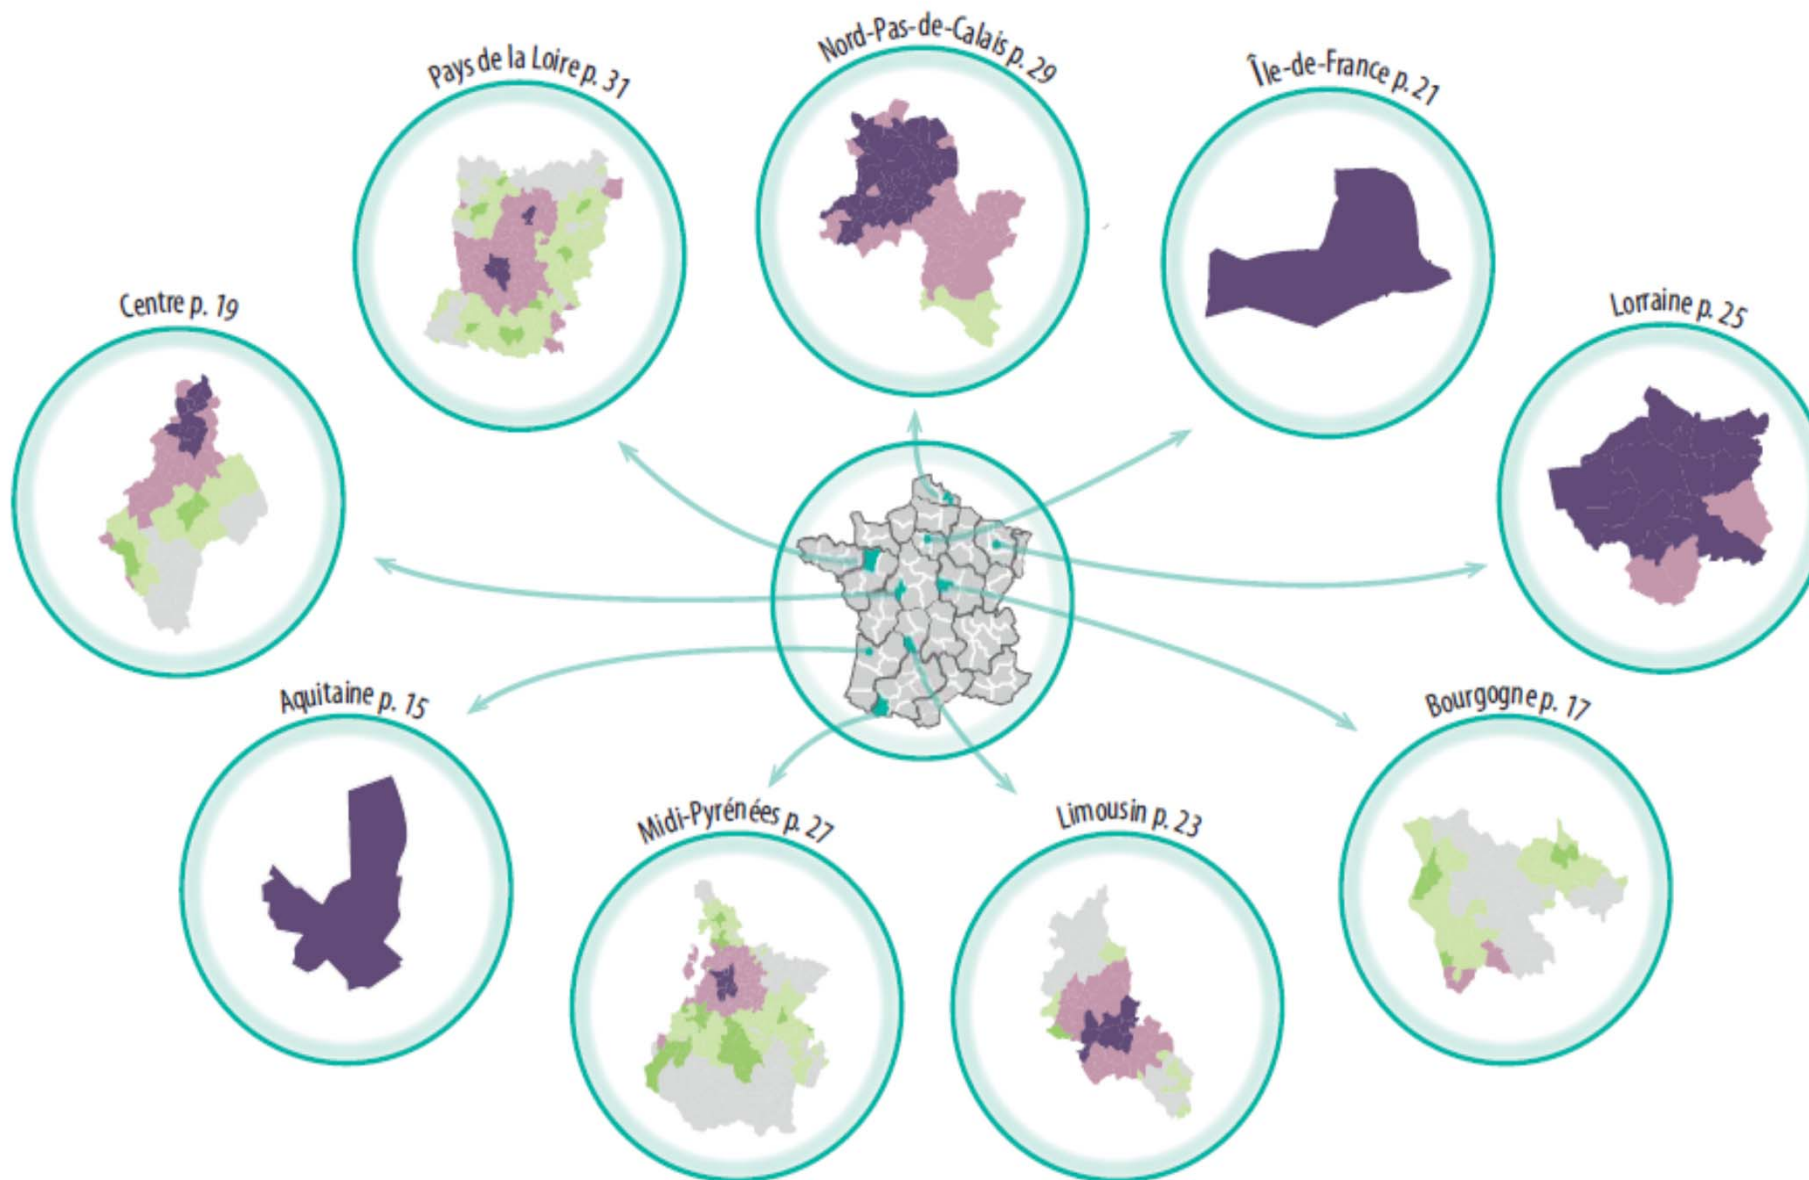 Nord-Pas-de-Calais p. 29
Pays de la Loire p. 31
Île-de-France p. 21
Centre p. 19
Lorraine p. 25
Aquitaine p. 15
Bourgogne p. 17
Midi-Pyrénées p. 27
Limousin p. 23